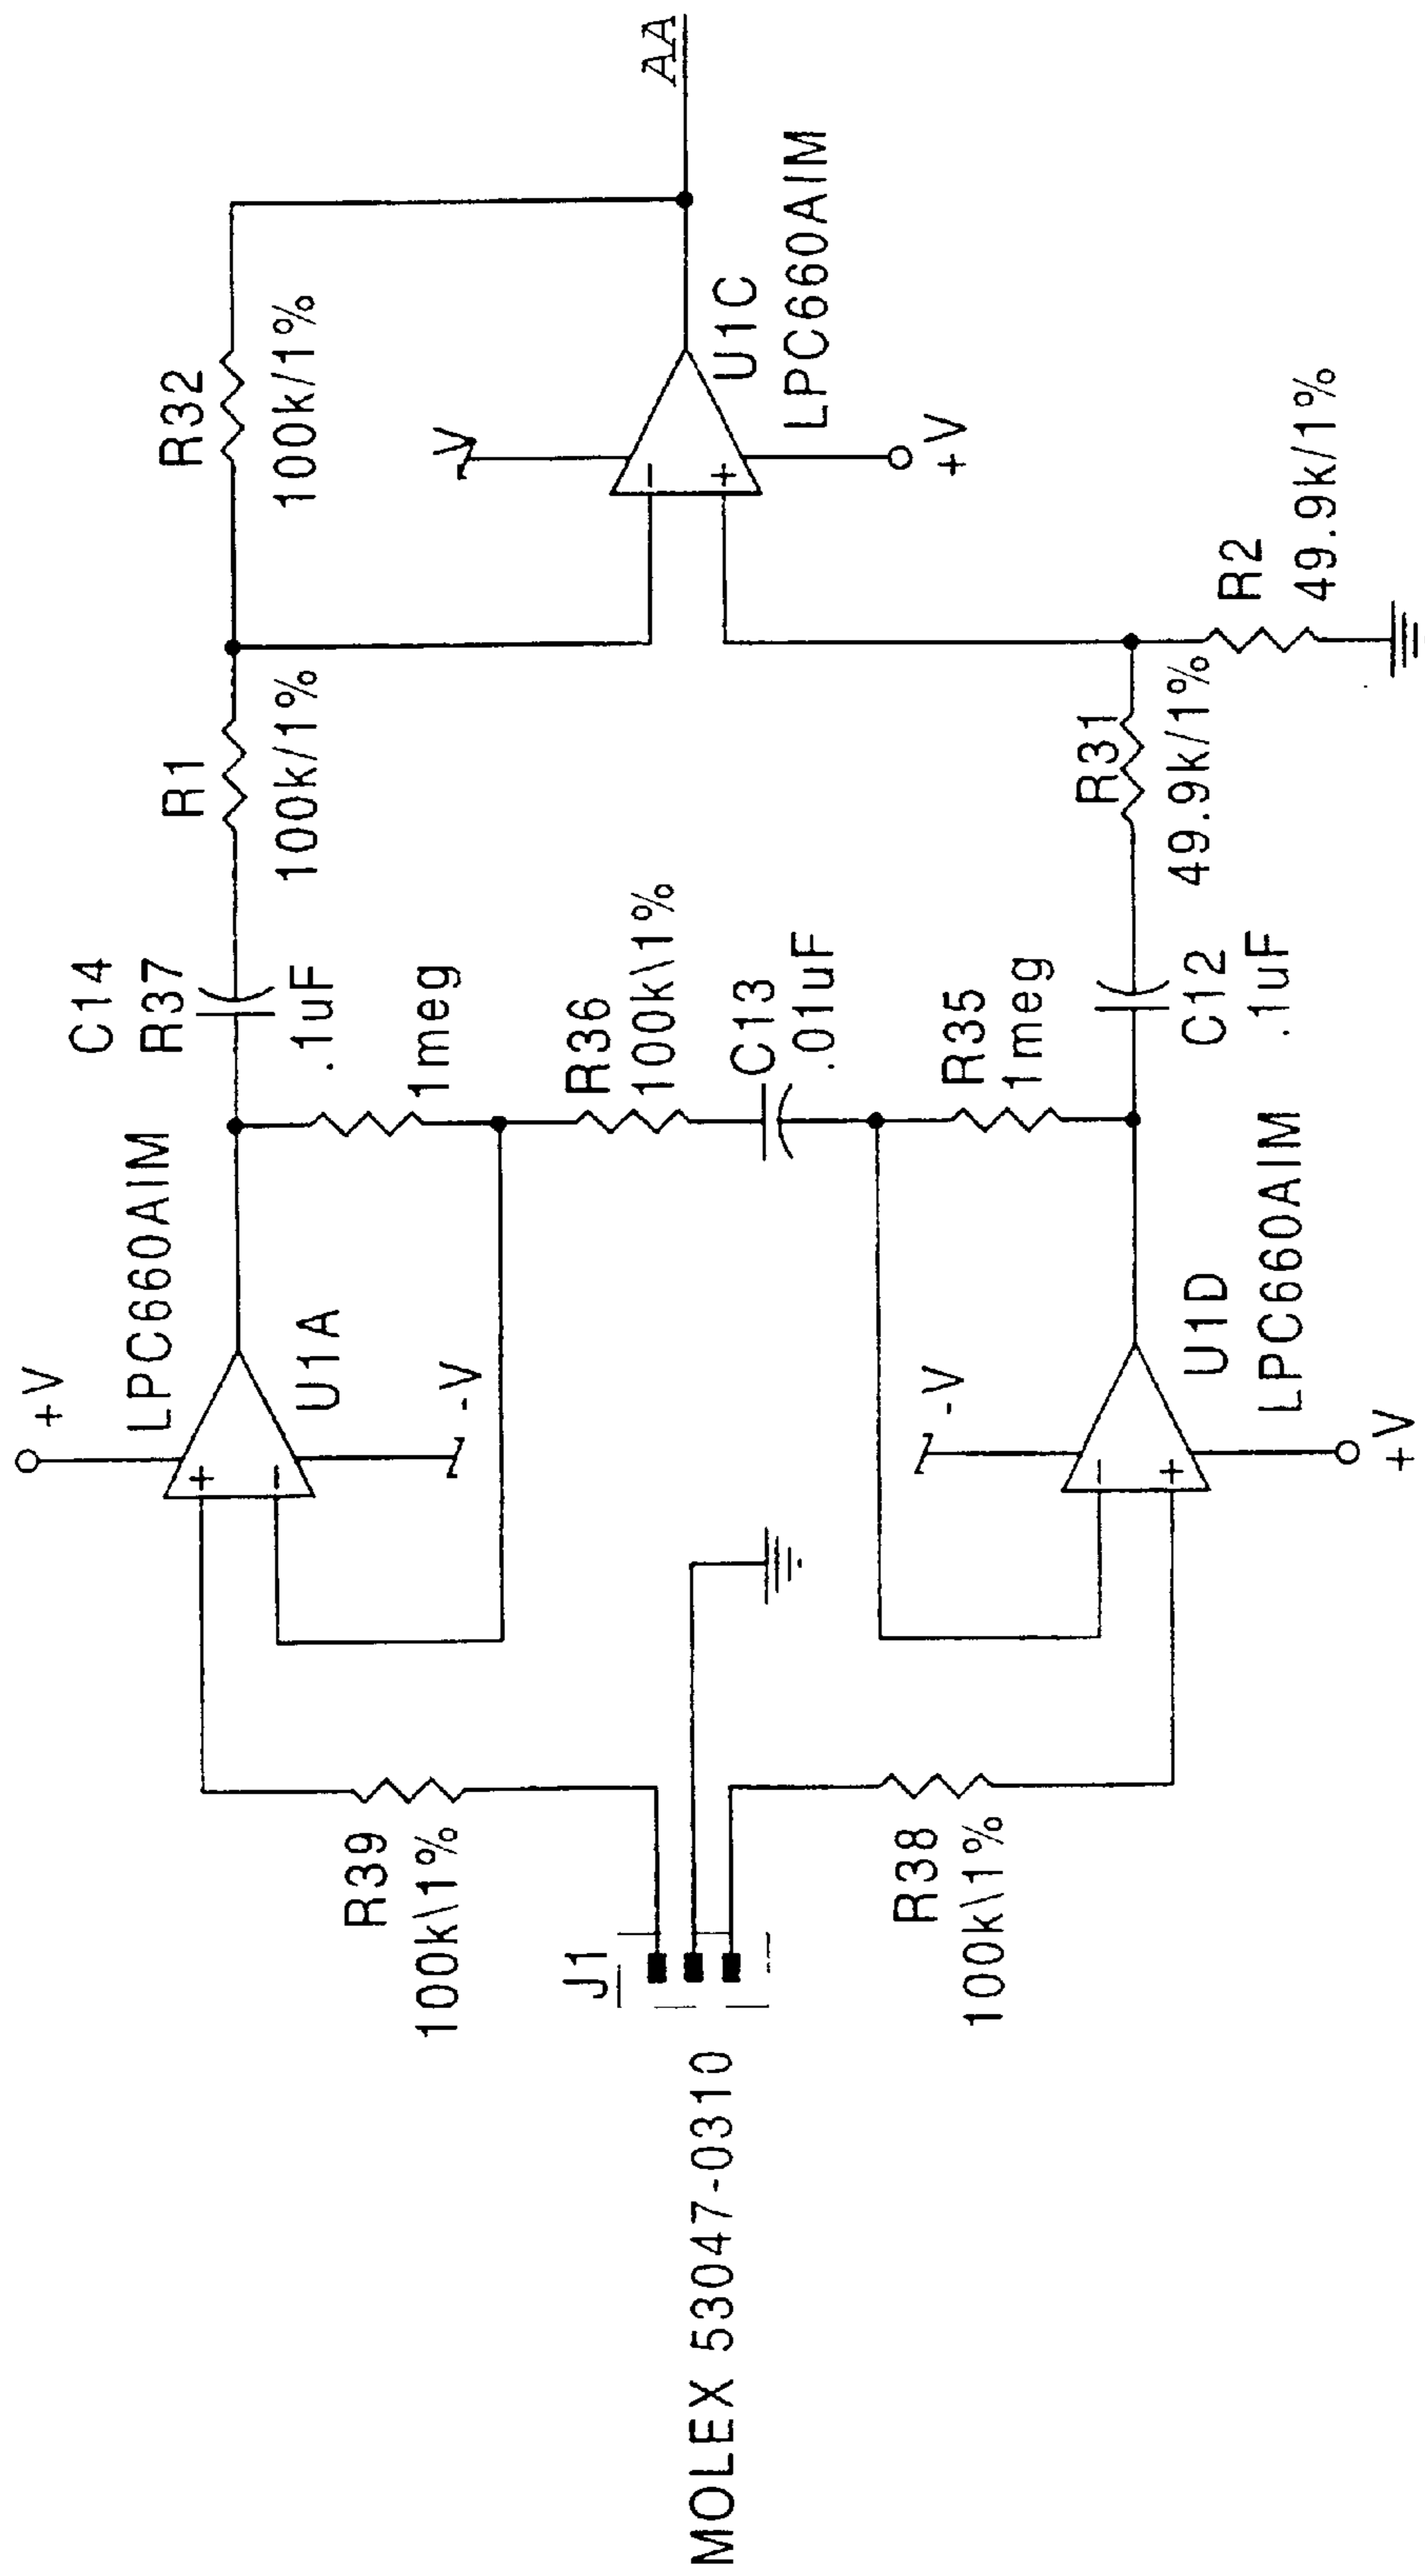 +V
LPC660AIM
U1A
-V
C14
R37
.1uF
1meg
R1
100k/1%
R32
100k/1%
AA
-V
U1C
LPC660AIM
+V
R36
100k\1%
C13
.01uF
R35
1meg
R31
49.9k/1%
R2
49.9k/1%
C12
.1uF
-V
U1D
LPC660AIM
+V
R39
100k\1%
J1
R38
100k\1%
MOLEX 53047-0310
+
-
-
+
-
+